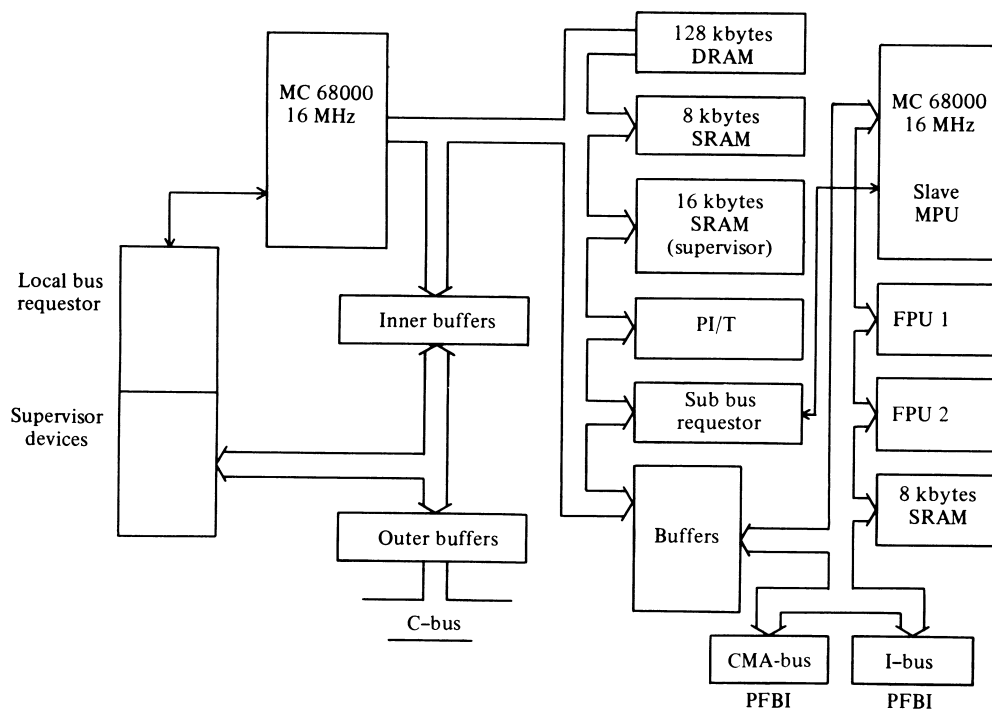 MC 68000
16 MHz
Local bus
requestor
Supervisor
devices
Inner buffers
Outer buffers
C-bus
128 kbytes
DRAM
8 kbytes
SRAM
16 kbytes
SRAM
(supervisor)
PI/T
Sub bus
requestor
Buffers
MC 68000
16 MHz
Slave
MPU
FPU 1
FPU 2
8 kbytes
SRAM
CMA-bus
PFBI
I-bus
PFBI